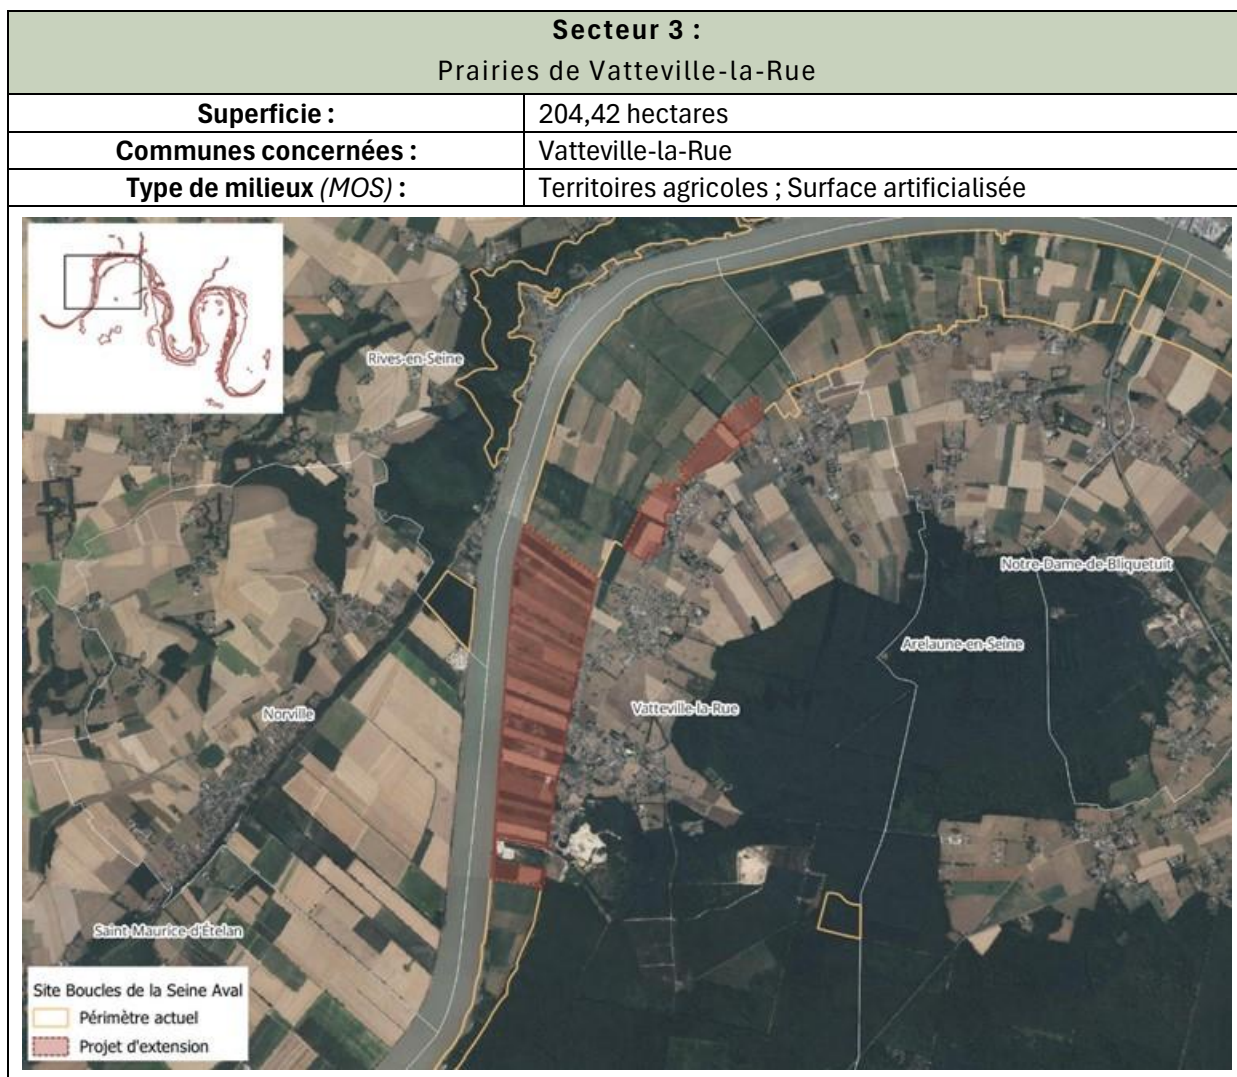 Secteur 3 :
Prairies de Vatteville-la-Rue
Superficie : 204,42 hectares
Communes concernées : Vatteville-la-Rue
Type de milieux (MOS) : Territoires agricoles ; Surface artificialisée
Rives-en-Seine
Notre-Dame-de-Bliquetuit
Arelaune-en-Seine
Vatteville-la-Rue
Norville
Saint-Maurice-d'Ételan
Site Boucles de la Seine Aval
Périmètre actuel
Projet d'extension